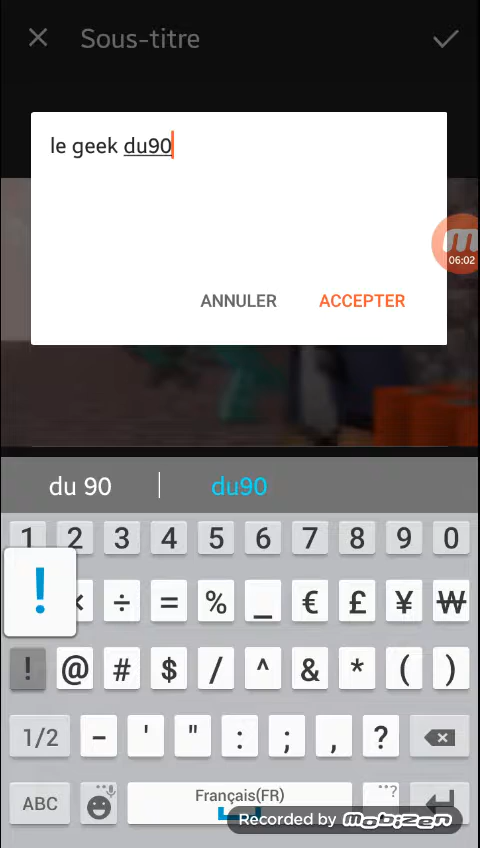 Sous-titre
le geek du90
06:02
ANNULER ACCEPTER
du 90 du90
1 2 3 4 5 6 7 8 9 0
! ÷ = % _ € £ ¥ ₩
! @ # $ / ^ & * ( )
1/2 - ' " : ; , ?
ABC Français(FR) ?
Recorded by mobizen